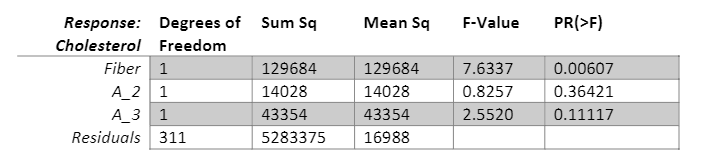 Response: Degrees of Sum Sq Mean Sq F-Value PR(>F)
Cholesterol Freedom
Fiber 1 129684 129684 7.6337 0.00607
A_2 1 14028 14028 0.8257 0.36421
A_3 1 43354 43354 2.5520 0.11117
Residuals 311 5283375 16988